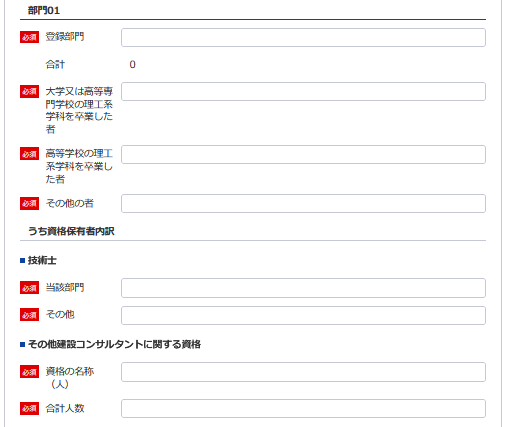 部門01
必須 登録部門
合計 0
必須 大学又は高等専
門学校の理工系
学科を卒業した
者
必須 高等学校の理工
系学科を卒業し
た者
必須 その他の者
うち資格保有者内訳
技術士
必須 当該部門
必須 その他
その他建設コンサルタントに関する資格
必須 資格の名称
（人）
必須 合計人数